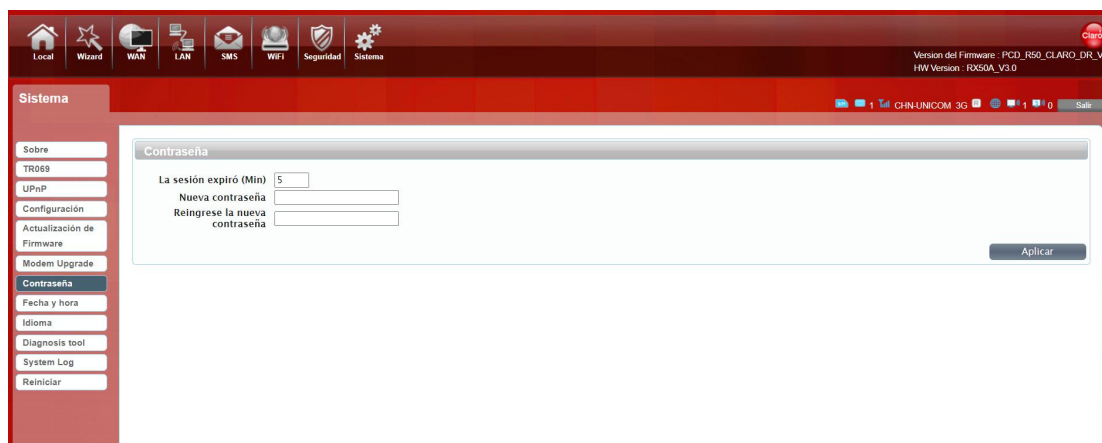 Local Wizard WAN LAN SMS WiFi Seguridad Sistema
Claro
Version del Firmware : PCD_R50_CLARO_DR_V
HW Version : RX50A_V3.0
Sistema
1 CHN-UNICOM 3G R 1 0 Salir
Sobre
TR069
UPnP
Configuración
Actualización de
Firmware
Modem Upgrade
Contraseña
Fecha y hora
Idioma
Diagnosis tool
System Log
Reiniciar
Contraseña
La sesión expiró (Min) 5
Nueva contraseña
Reingrese la nueva
contraseña
Aplicar